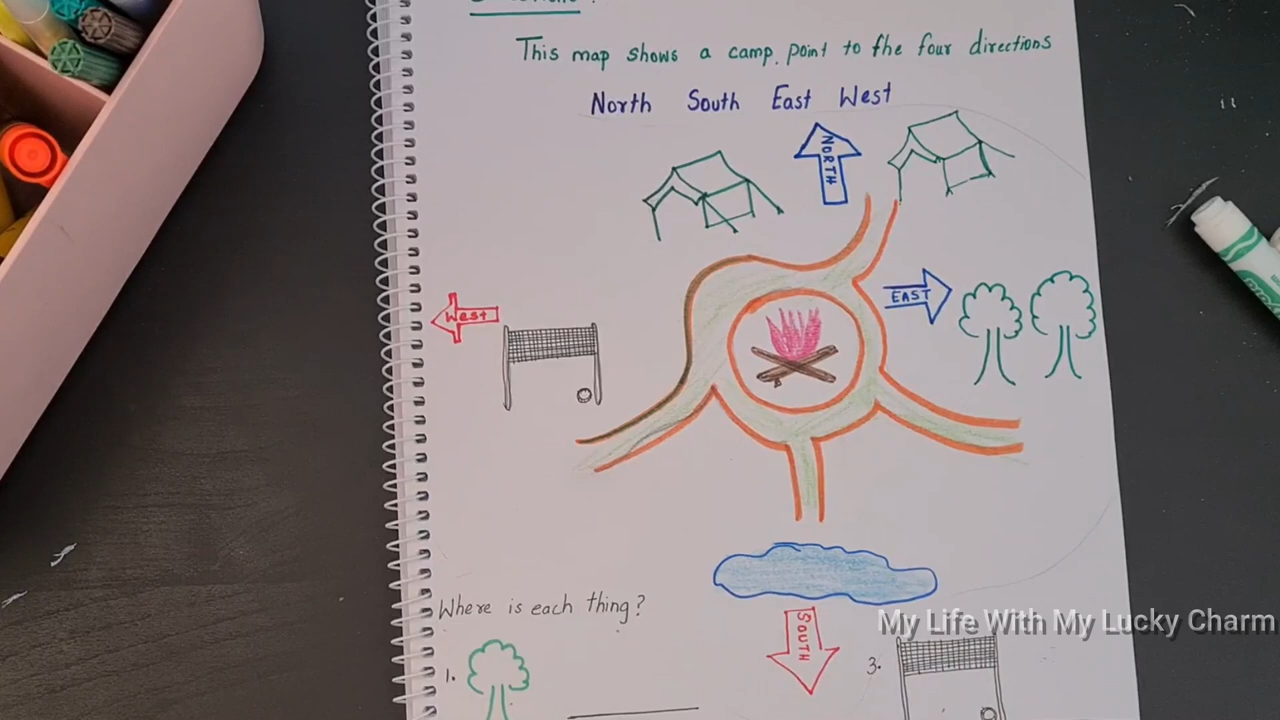 This map shows a camp point to the four directions
North South East West
NORTH
West
EAST
Where is each thing?
SOUTH
My Life With My Lucky Charm
1.
3.